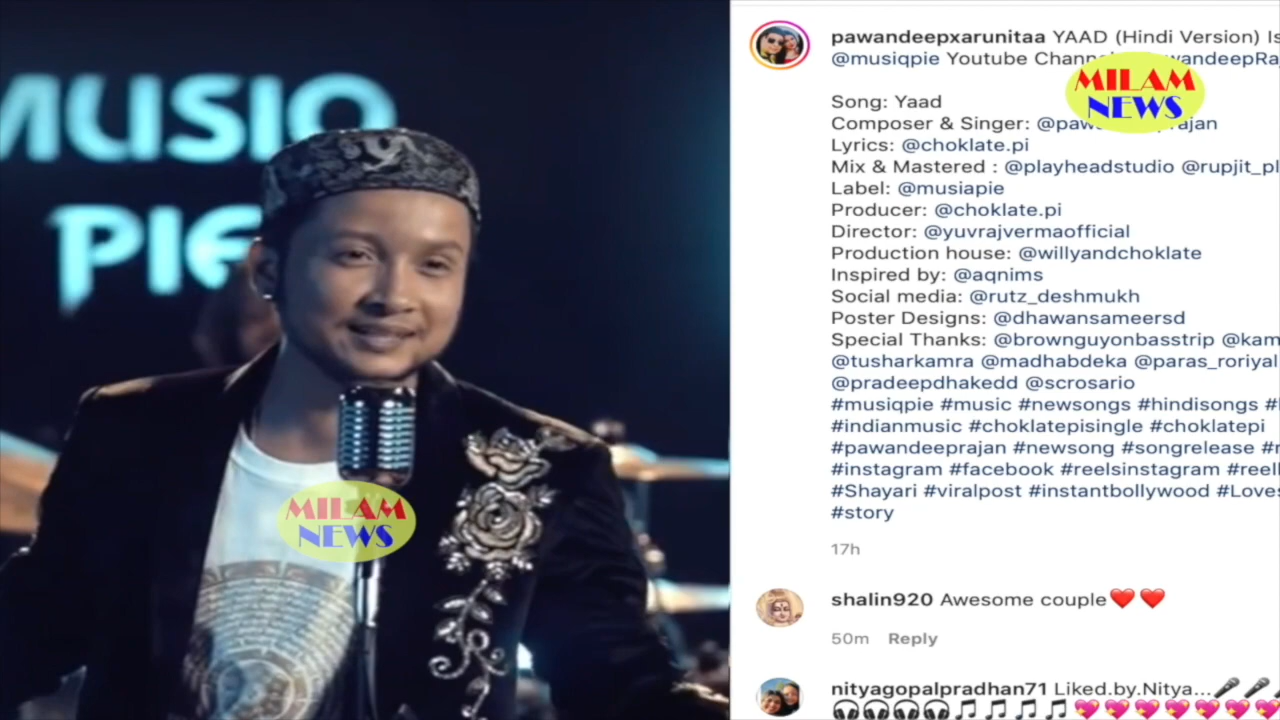 MUSIQ
PIE
MILAM
NEWS
pawandeepxarunitaa YAAD (Hindi Version) Is
@musiqpie Youtube
MILAM
NEWS
Song: Yaad
Composer & Singer:
Lyrics: @choklate.pi
Mix & Mastered : @playheadstudio @rupjit_pl
Label: @musiapie
Producer: @choklate.pi
Director: @yuvrajvermaofficial
Production house: @willyandchoklate
Inspired by: @aqnims
Social media: @rutz_deshmukh
Poster Designs: @dhawansameersd
Special Thanks: @brownguyonbasstrip @kam
@tusharkamra @madhabdeka @paras_roriyal
@pradeepdhakedd @scrosario
#musiqpie #music #newsongs #hindisongs
#indianmusic #choklatepisingle #choklatepi
#pawandeeprajan #newsong #songrelease
#instagram #facebook #reelsinstagram #reel
#Shayari #viralpost #instantbollywood #Loves
#story
17h
shalin920 Awesome couple❤️❤️
50m Reply
nityagopalpradhan71 Liked.by.Nitya...🎤🎤
🎧🎧🎧🎧🎵🎵🎵🎵💖💖💖💖💖💖💖